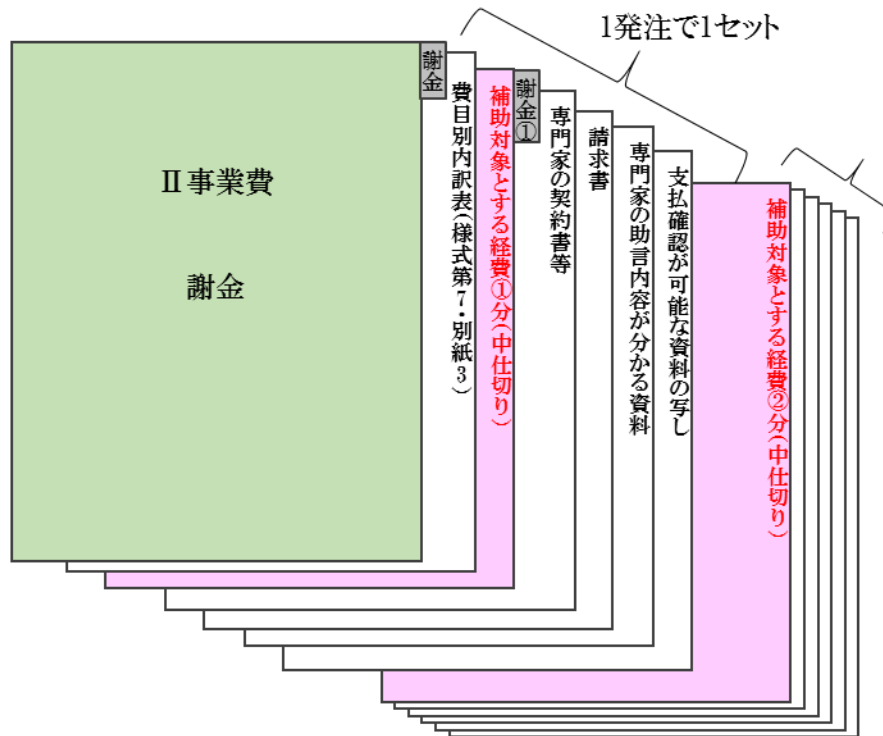 1発注で1セット
Ⅱ事業費
謝金
謝金
費目別内訳表(様式第7・別紙3)
補助対象とする経費①分(中仕切り)
謝金①
専門家の契約書等
請求書
専門家の助言内容が分かる資料
支払確認が可能な資料の写し
補助対象とする経費②分(中仕切り)